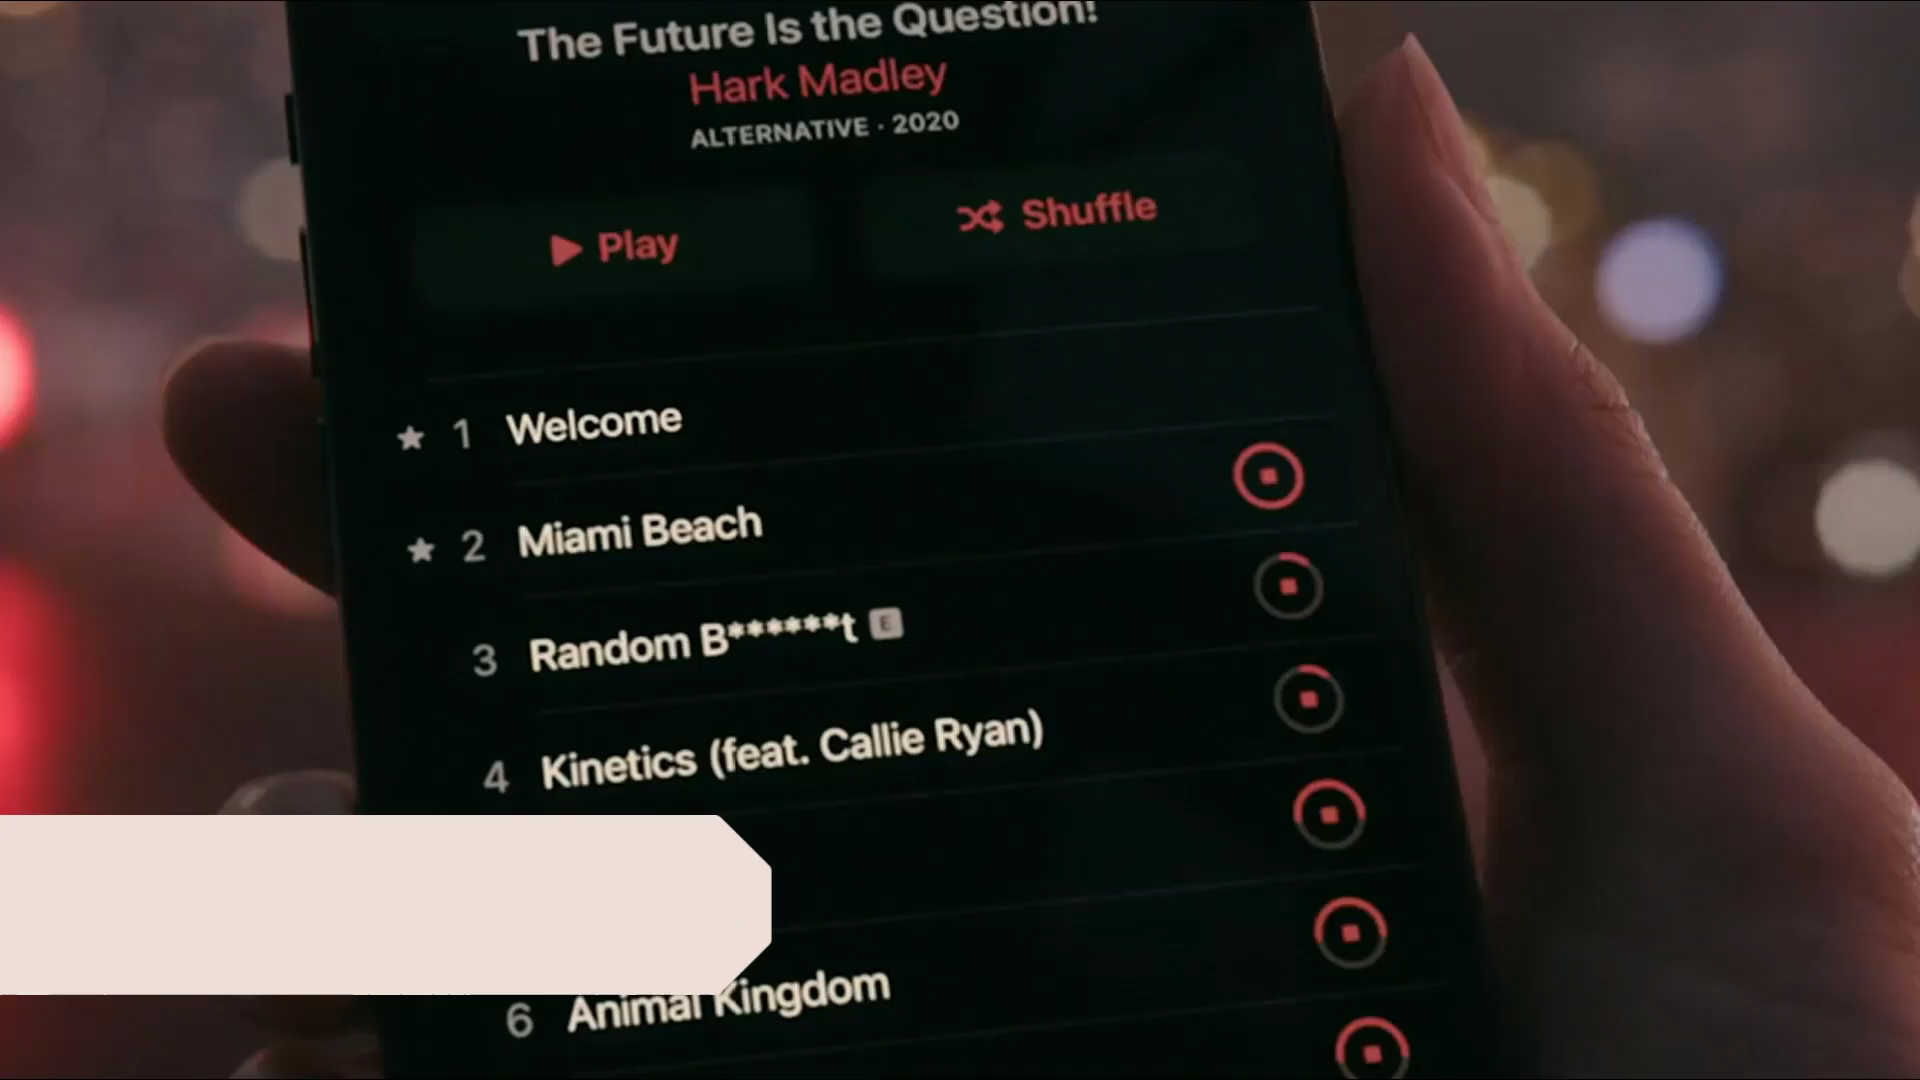 The Future Is the Question!
Hark Madley
ALTERNATIVE · 2020
Play
Shuffle
★ 1 Welcome
★ 2 Miami Beach
3 Random B******t E
4 Kinetics (feat. Callie Ryan)
6 Animal Kingdom